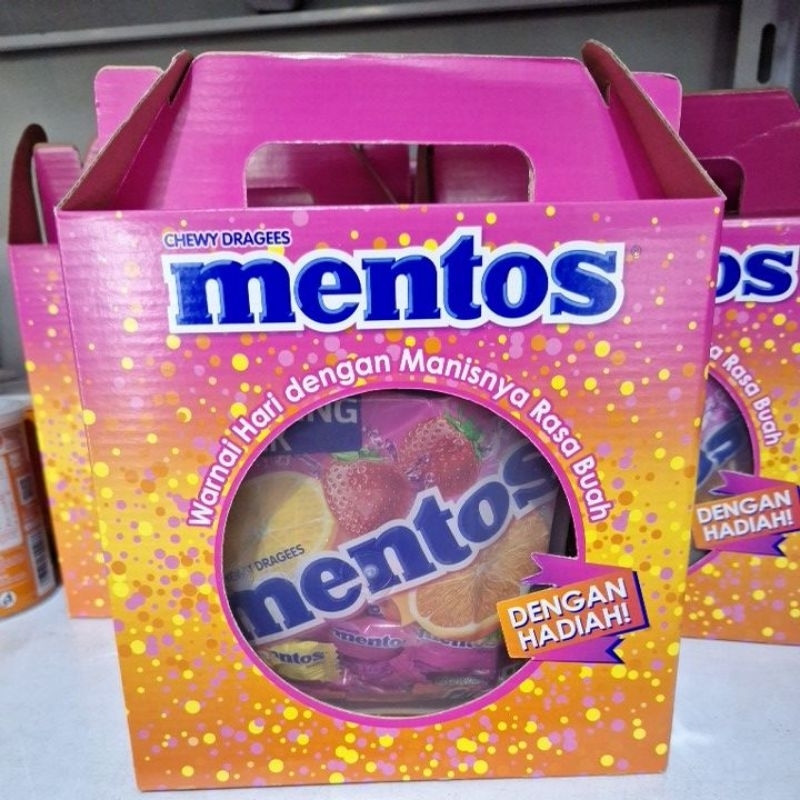 CHEWY DRAGEES
mentos
Warnai Hari dengan Manisnya Rasa Buah
CHEWY DRAGEES
mentos
mentos
mentos
DENGAN
HADIAH!
Rasa Buah
DENGAN
HADIAH!